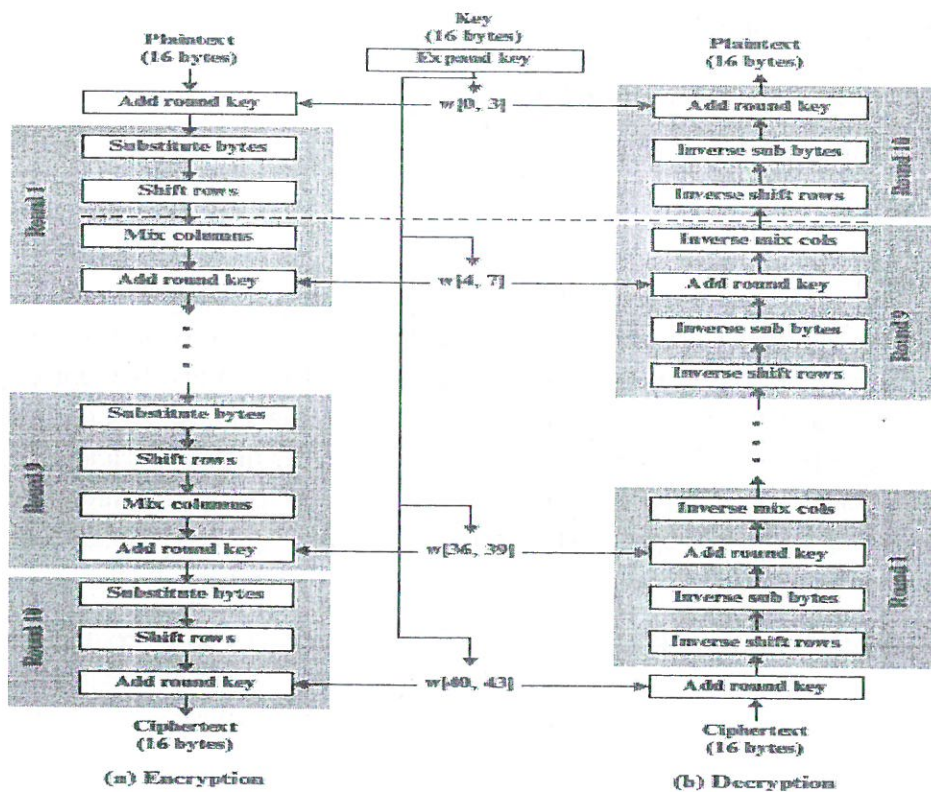 Plaintext
(16 bytes)
Add round key
Round 1
Substitute bytes
Shift rows
Mix columns
Add round key
Round 9
Substitute bytes
Shift rows
Mix columns
Add round key
Round 10
Substitute bytes
Shift rows
Add round key
Ciphertext
(16 bytes)
(a) Encryption
Key
(16 bytes)
Expand key
w[0, 3]
w[4, 7]
w[36, 39]
w[40, 43]
Plaintext
(16 bytes)
Add round key
Inverse sub bytes
Inverse shift rows
Round 10
Inverse mix cols
Add round key
Inverse sub bytes
Inverse shift rows
Round 9
Inverse mix cols
Add round key
Inverse sub bytes
Inverse shift rows
Round 1
Add round key
Ciphertext
(16 bytes)
(b) Decryption